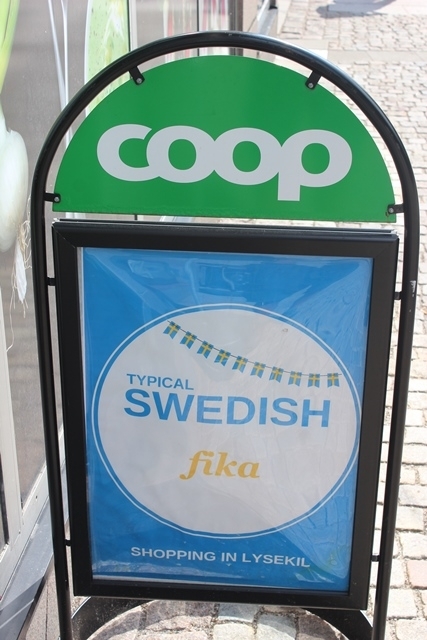 coop
TYPICAL
SWEDISH
fika
SHOPPING IN LYSEKIL